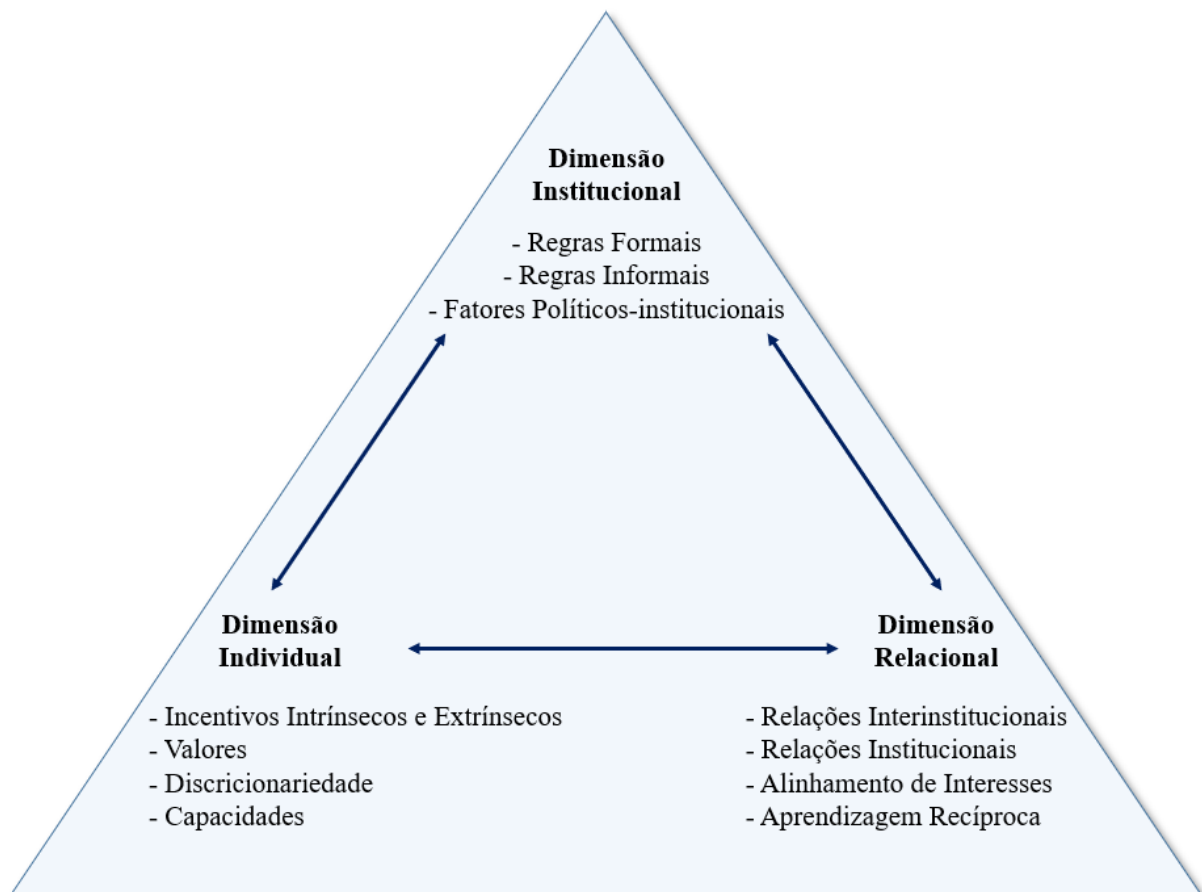 Dimensão
Institucional
- Regras Formais
- Regras Informais
- Fatores Políticos-institucionais
Dimensão
Individual
- Incentivos Intrínsecos e Extrínsecos
- Valores
- Discricionariedade
- Capacidades
Dimensão
Relacional
- Relações Interinstitucionais
- Relações Institucionais
- Alinhamento de Interesses
- Aprendizagem Recíproca